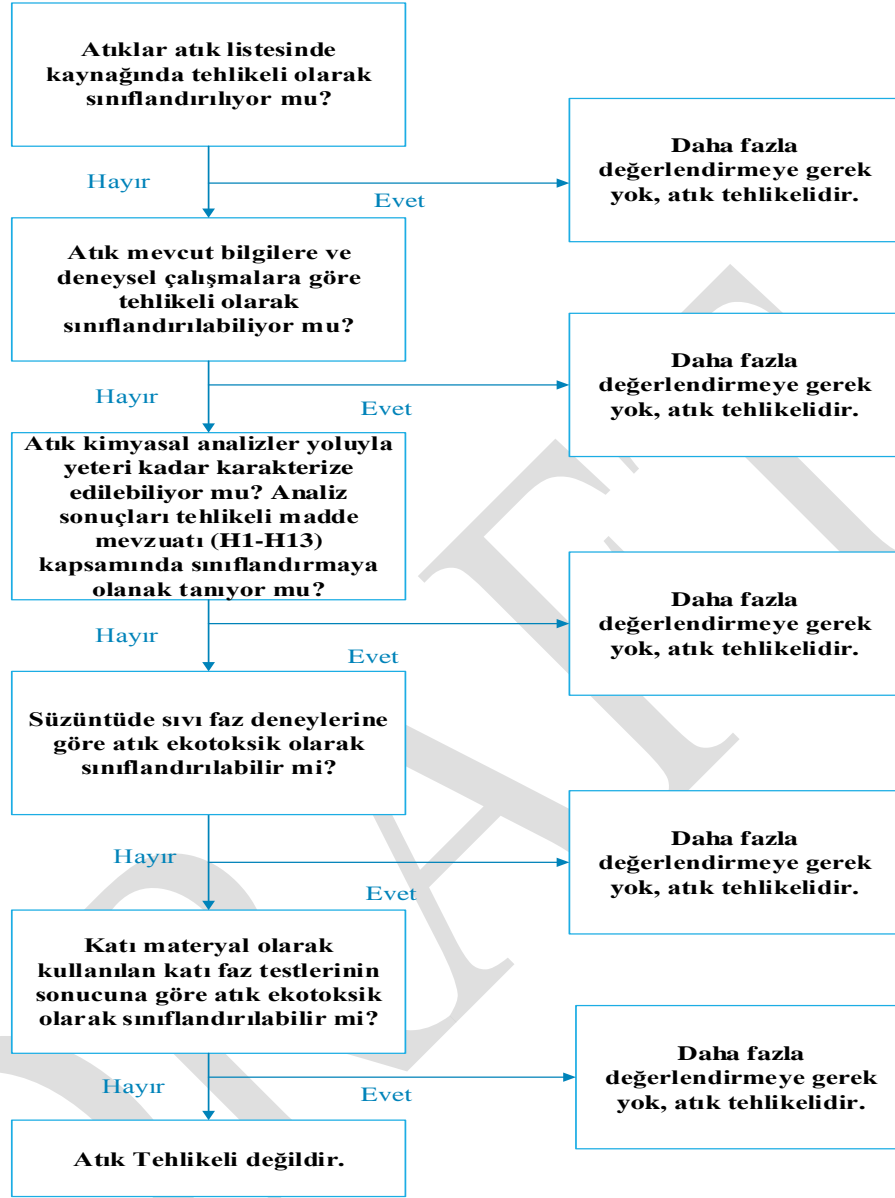 Atıklar atık listesinde
kaynağında tehlikeli olarak
sınıflandırılıyor mu?
Hayır
Evet
Daha fazla
değerlendirmeye gerek
yok, atık tehlikelidir.
Atık mevcut bilgilere ve
deneysel çalışmalara göre
tehlikeli olarak
sınıflandırılabiliyor mu?
Hayır
Evet
Daha fazla
değerlendirmeye gerek
yok, atık tehlikelidir.
Atık kimyasal analizler yoluyla
yeteri kadar karakterize
edilebiliyor mu? Analiz
sonuçları tehlikeli madde
mevzuatı (H1-H13)
kapsamında sınıflandırmaya
olanak tanıyor mu?
Hayır
Evet
Daha fazla
değerlendirmeye gerek
yok, atık tehlikelidir.
Süzüntüde sıvı faz deneylerine
göre atık ekotoksik olarak
sınıflandırılabilir mi?
Hayır
Evet
Daha fazla
değerlendirmeye gerek
yok, atık tehlikelidir.
Katı materyal olarak
kullanılan katı faz testlerinin
sonucuna göre atık ekotoksik
olarak sınıflandırılabilir mi?
Hayır
Evet
Daha fazla
değerlendirmeye gerek
yok, atık tehlikelidir.
Atık Tehlikeli değildir.
DRAFT